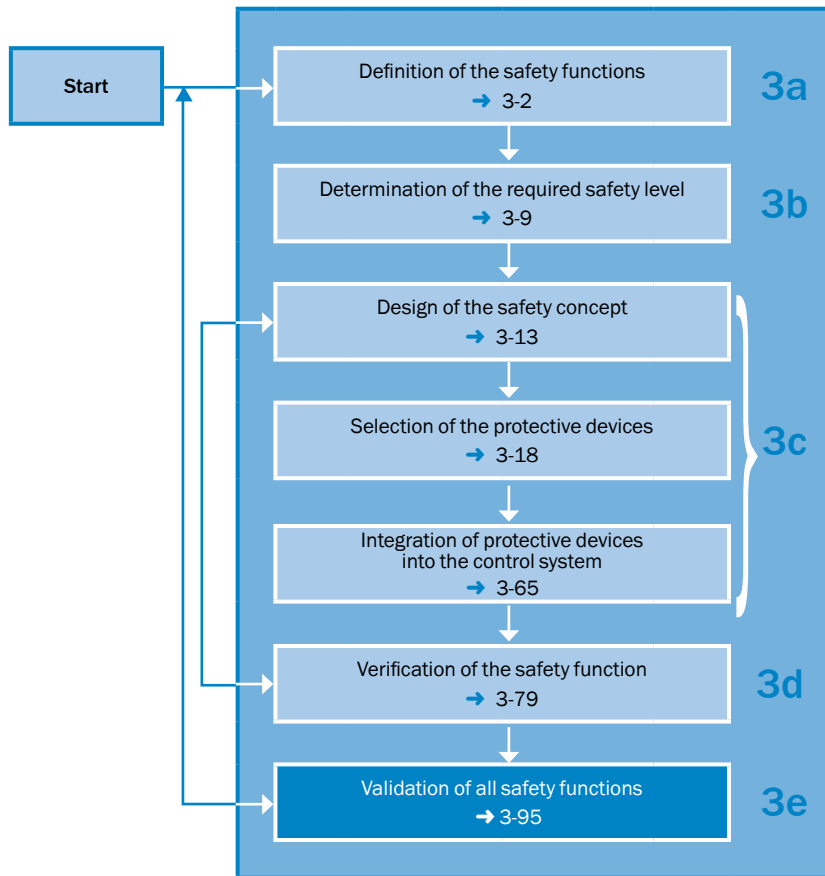 Start
Definition of the safety functions
➔ 3-2
3a
Determination of the required safety level
➔ 3-9
3b
Design of the safety concept
➔ 3-13
Selection of the protective devices
➔ 3-18
3c
Integration of protective devices
into the control system
➔ 3-65
Verification of the safety function
➔ 3-79
3d
Validation of all safety functions
➔ 3-95
3e